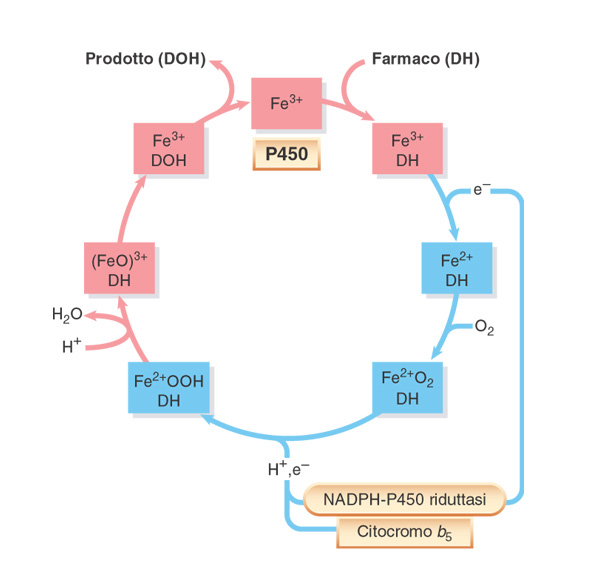 Prodotto (DOH)
Farmaco (DH)
Fe³⁺
P450
Fe³⁺
DH
e⁻
Fe²⁺
DH
O₂
Fe²⁺O₂
DH
H⁺,e⁻
NADPH-P450 riduttasi
Citocromo b₅
Fe²⁺OOH
DH
H₂O
H⁺
(FeO)³⁺
DH
Fe³⁺
DOH